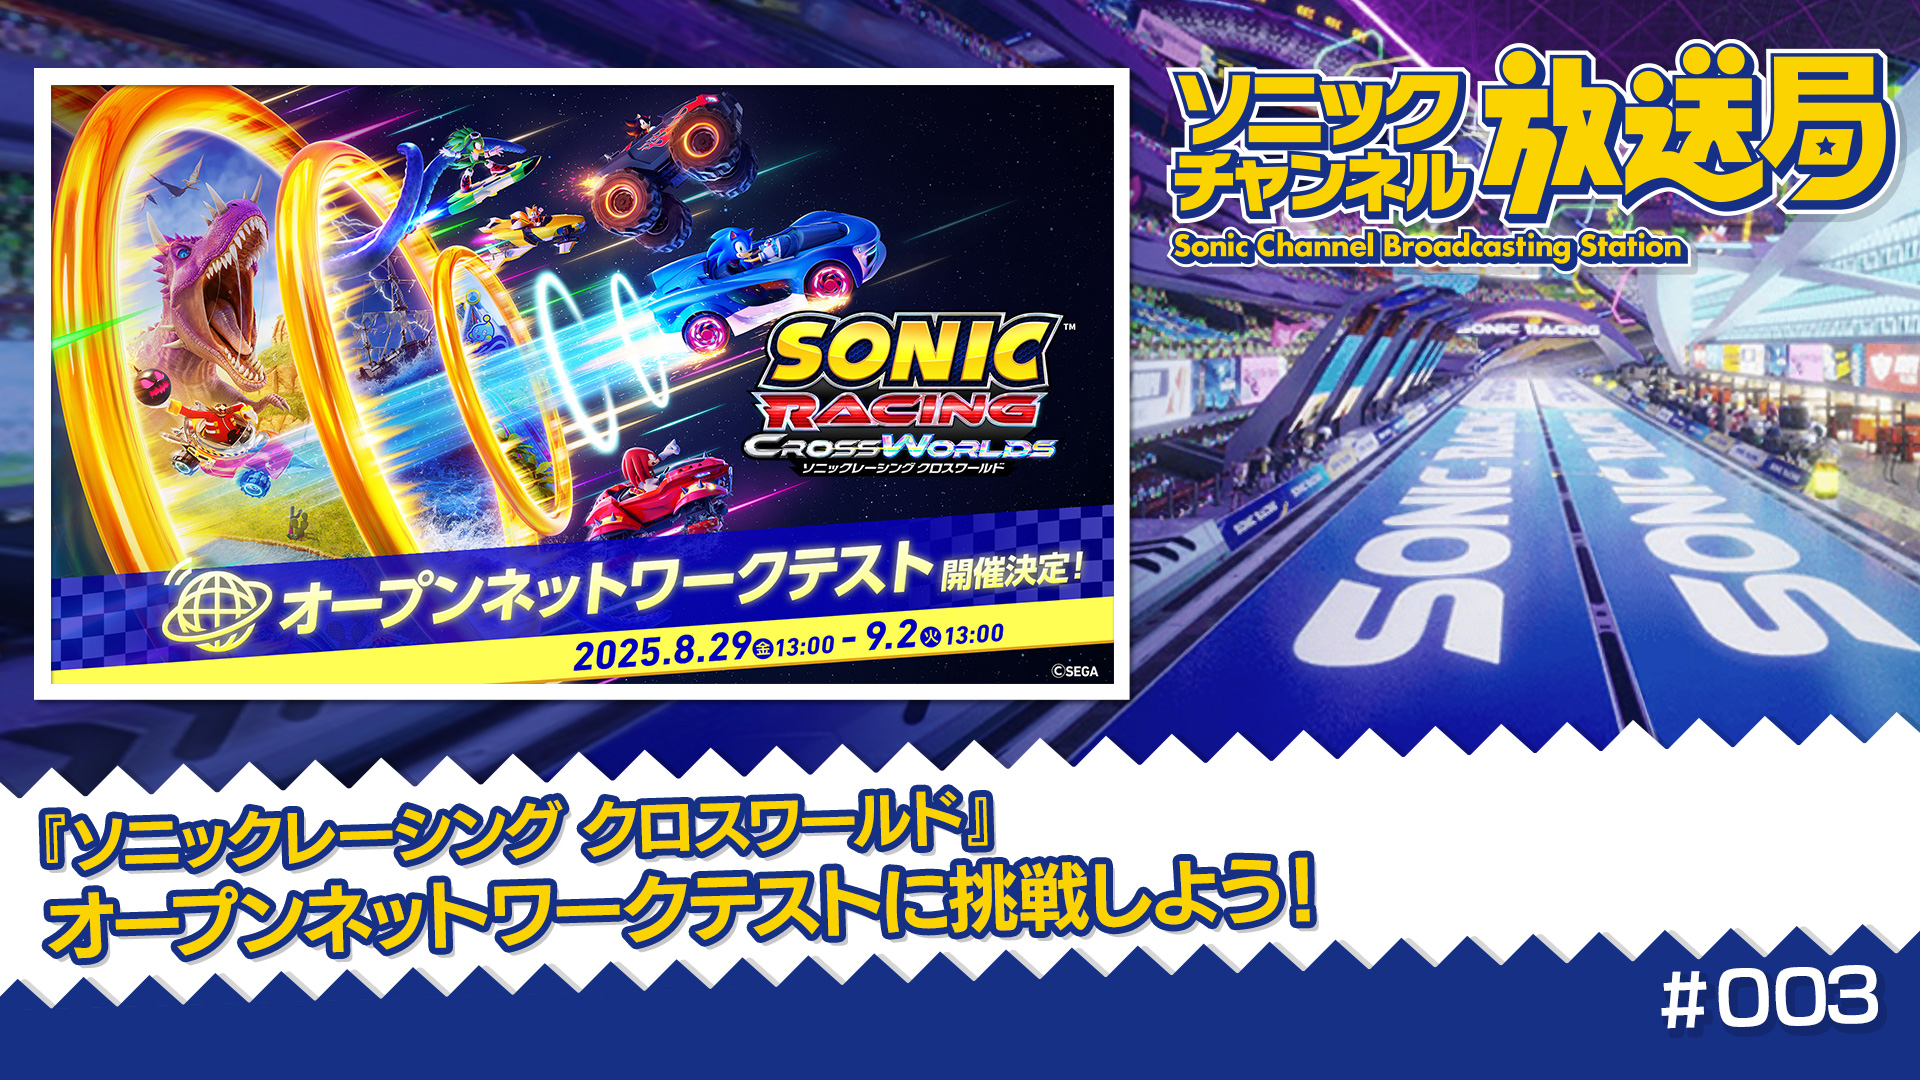 ソニック
チャンネル
放送局
Sonic Channel Broadcasting Station
SONIC™
RACING
CROSSWORLDS
ソニックレーシング クロスワールド
オープンネットワークテスト 開催決定!
2025.8.29金13:00 - 9.2火13:00
©SEGA
SONIC RACING
SONIC
SONIC
『ソニックレーシング クロスワールド』
オープンネットワークテストに挑戦しよう!
#003